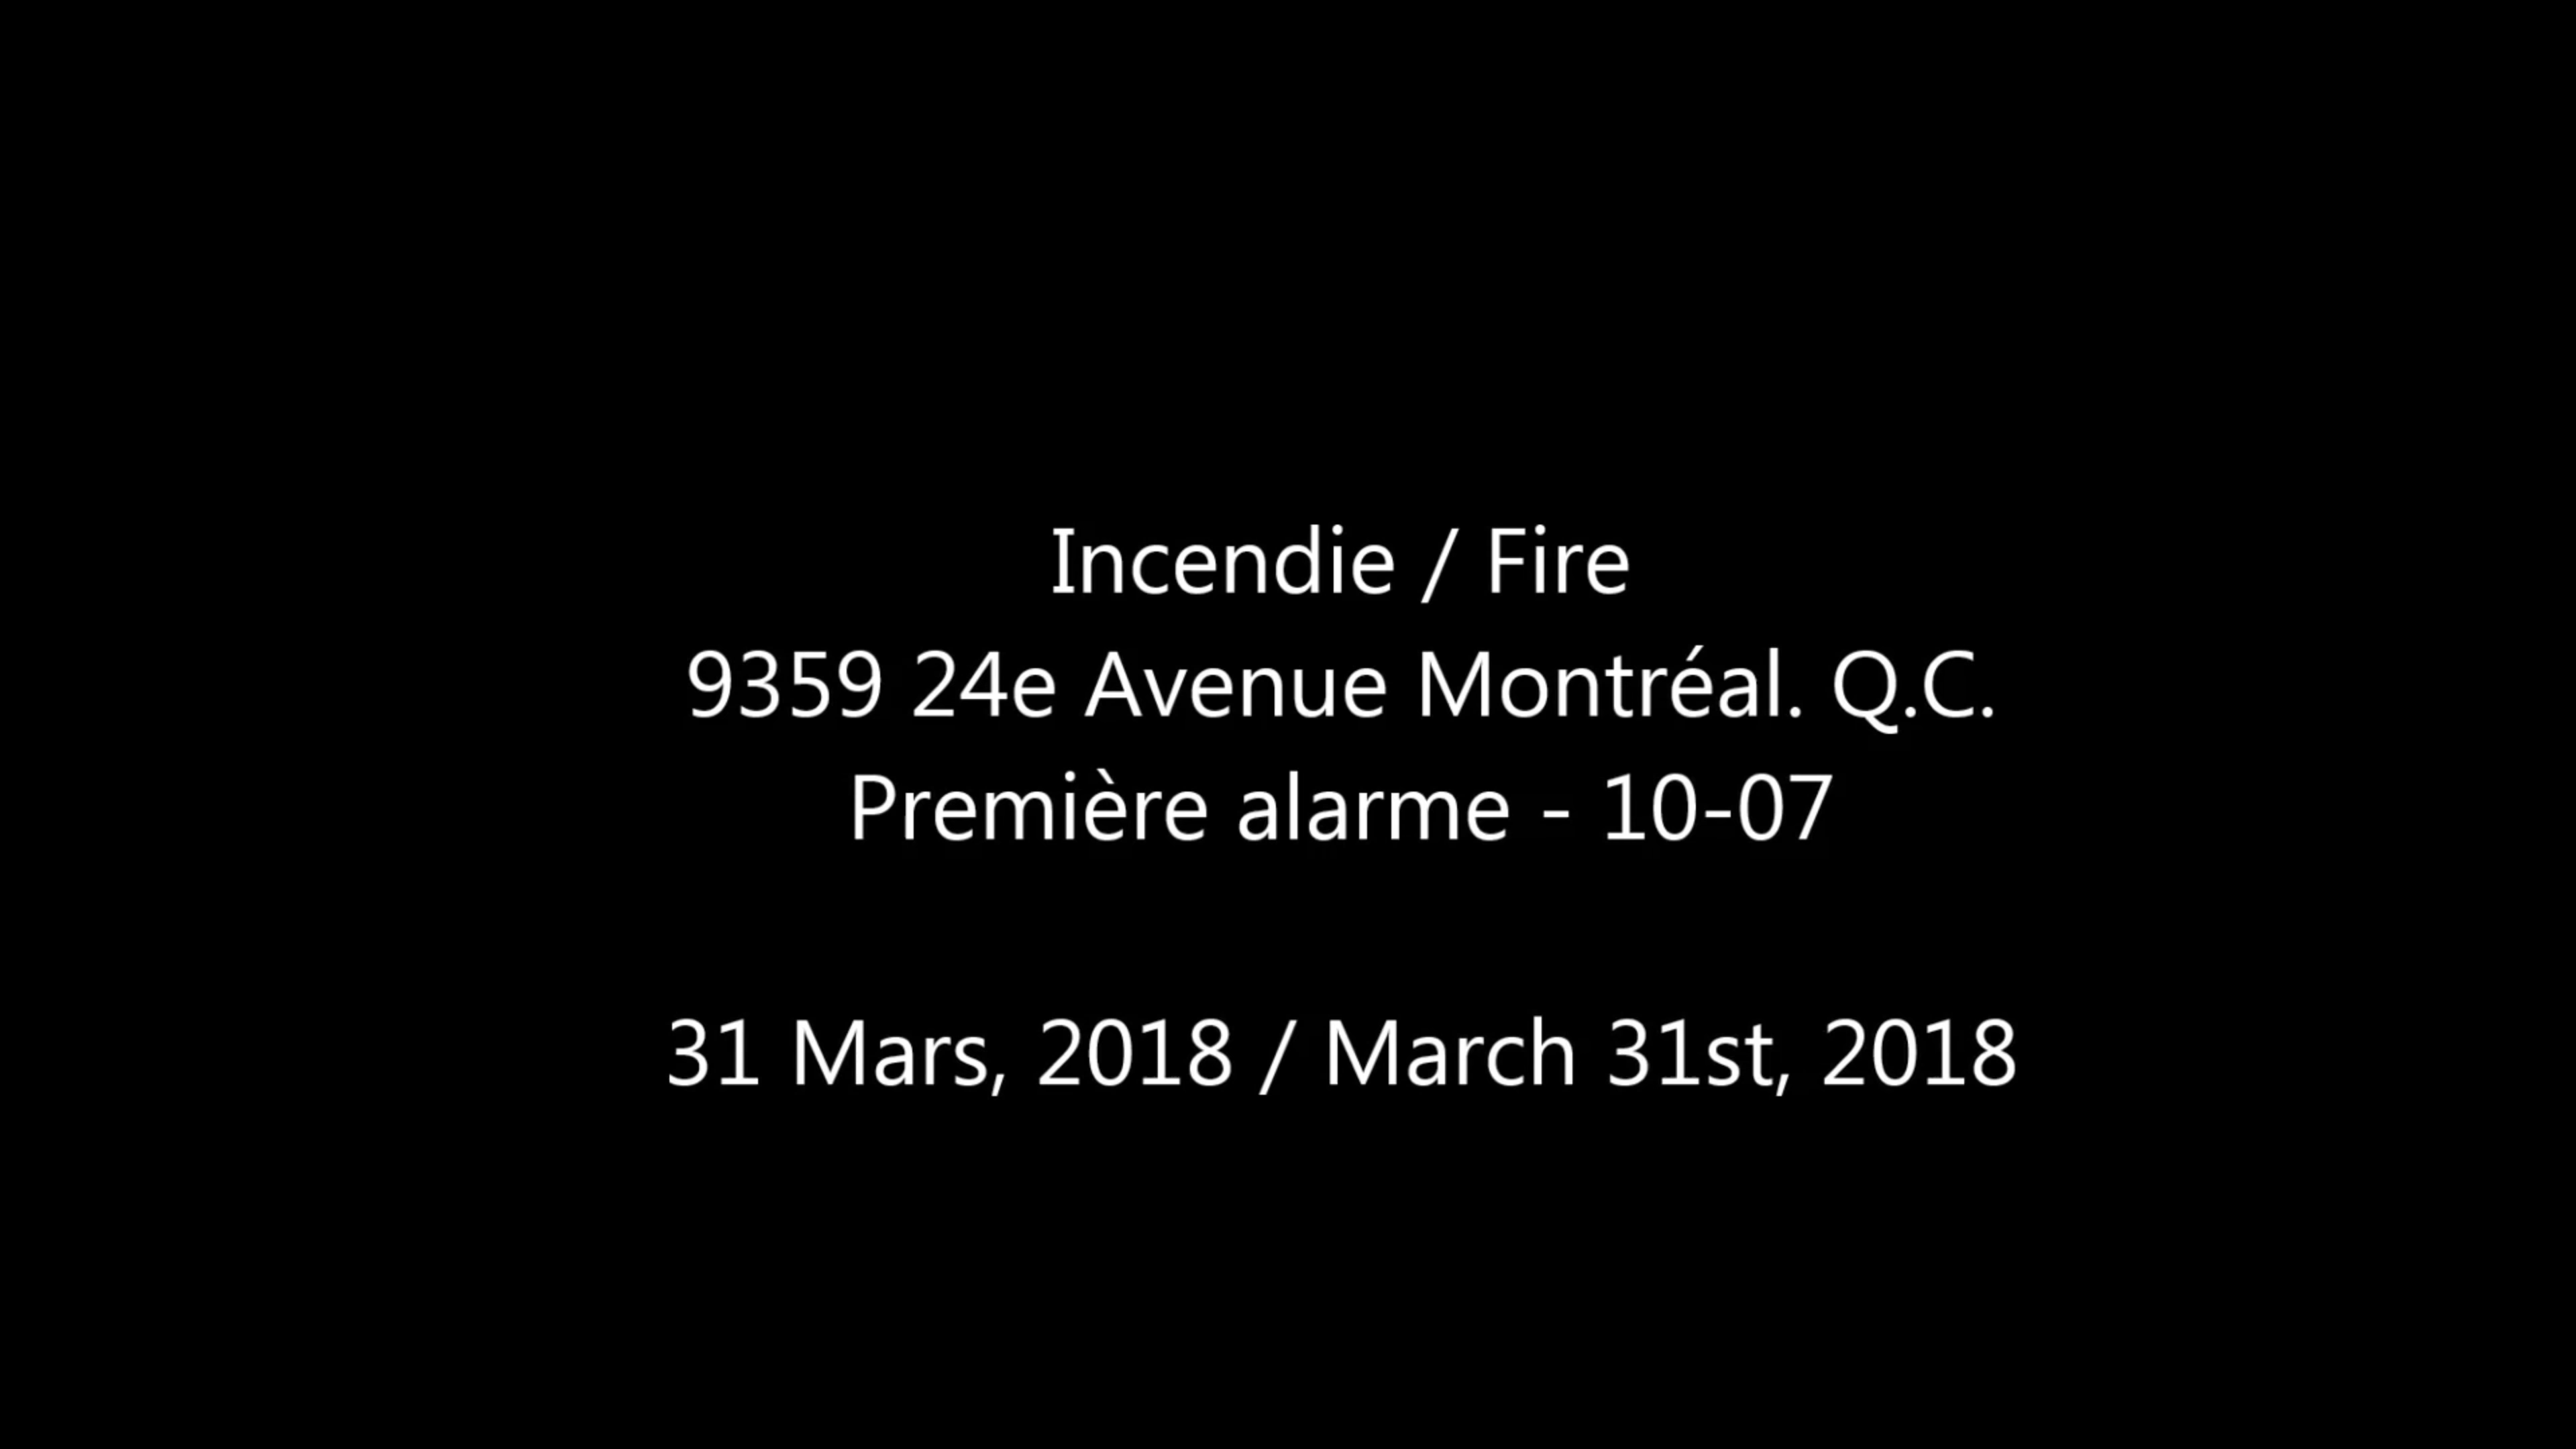 Incendie / Fire
9359 24e Avenue Montréal. Q.C.
Première alarme - 10-07
31 Mars, 2018 / March 31st, 2018